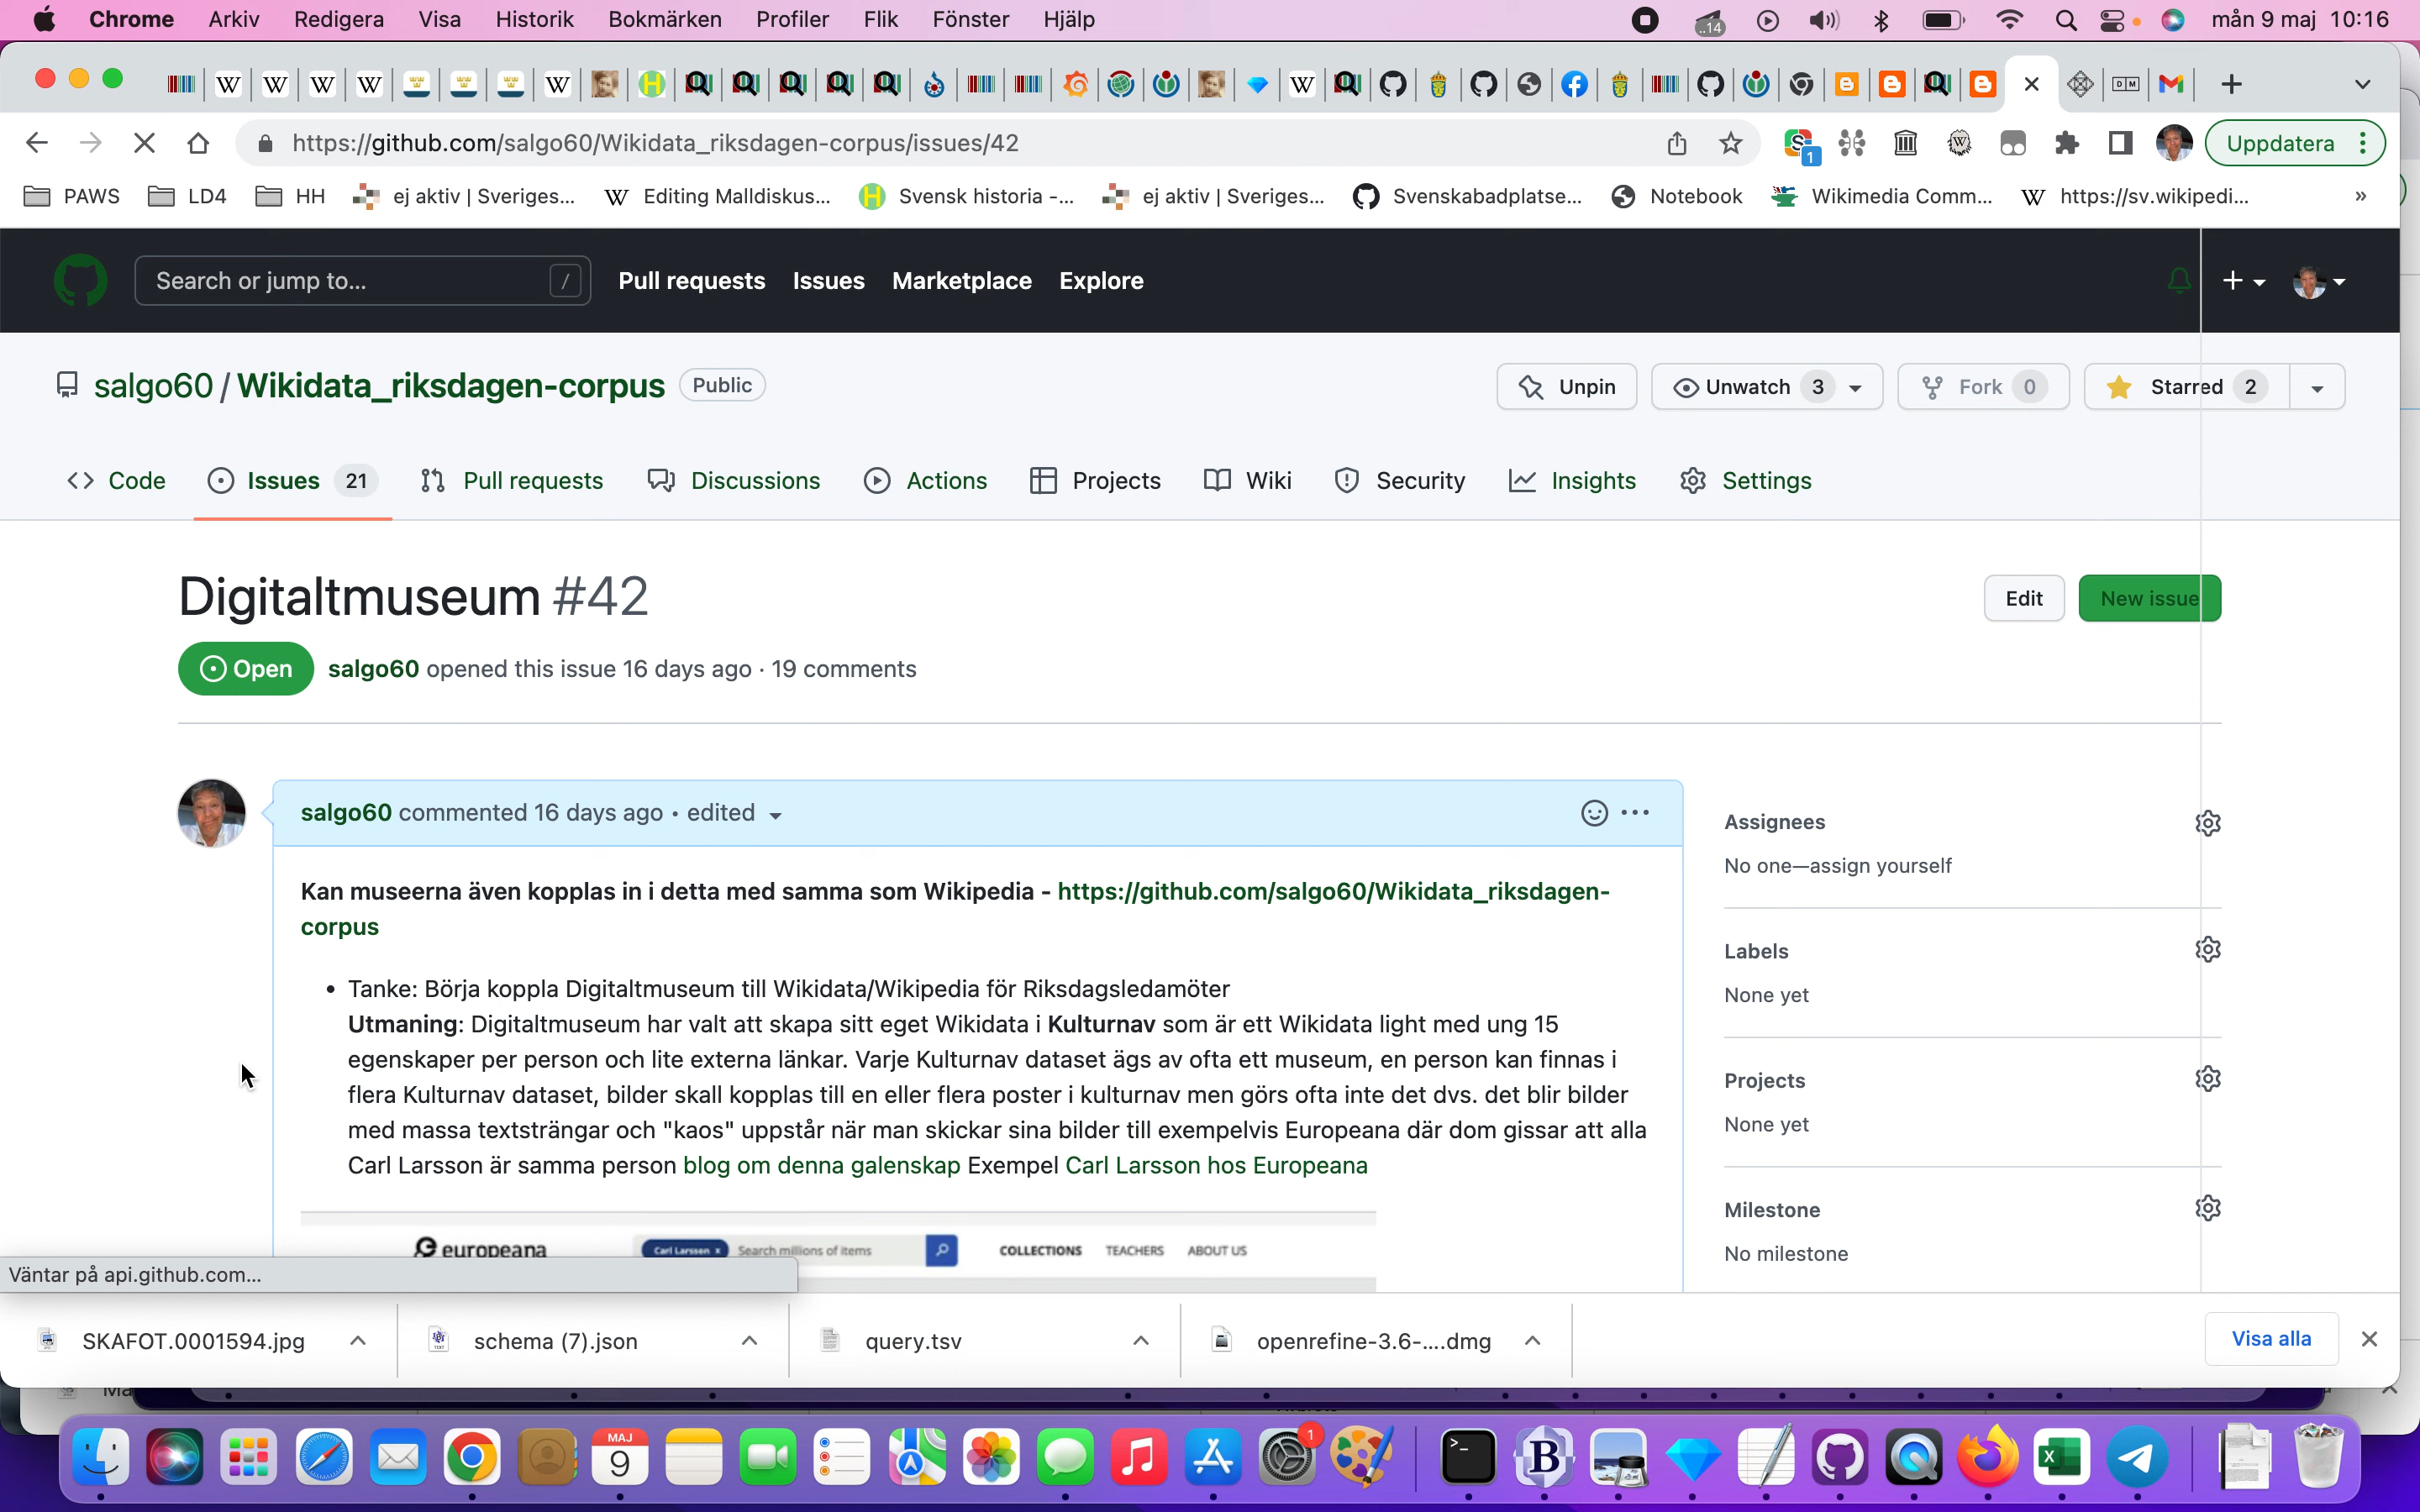 Chrome Arkiv Redigera Visa Historik Bokmärken Profiler Flik Fönster Hjälp ..14 mån 9 maj 10:16
https://github.com/salgo60/Wikidata_riksdagen-corpus/issues/42 1 Uppdatera
PAWS LD4 HH ej aktiv | Sveriges... Editing Malldiskus... Svensk historia -... ej aktiv | Sveriges... Svenskabadplatse... Notebook Wikimedia Comm... https://sv.wikipedi... »
Search or jump to... / Pull requests Issues Marketplace Explore
salgo60 / Wikidata_riksdagen-corpus Public Unpin Unwatch 3 Fork 0 Starred 2
Code Issues 21 Pull requests Discussions Actions Projects Wiki Security Insights Settings
Digitaltmuseum #42 Edit New issue
Open salgo60 opened this issue 16 days ago · 19 comments
salgo60 commented 16 days ago • edited
Kan museerna även kopplas in i detta med samma som Wikipedia - https://github.com/salgo60/Wikidata_riksdagen-
corpus
• Tanke: Börja koppla Digitaltmuseum till Wikidata/Wikipedia för Riksdagsledamöter
Utmaning: Digitaltmuseum har valt att skapa sitt eget Wikidata i Kulturnav som är ett Wikidata light med ung 15
egenskaper per person och lite externa länkar. Varje Kulturnav dataset ägs av ofta ett museum, en person kan finnas i
flera Kulturnav dataset, bilder skall kopplas till en eller flera poster i kulturnav men görs ofta inte det dvs. det blir bilder
med massa textsträngar och "kaos" uppstår när man skickar sina bilder till exempelvis Europeana där dom gissar att alla
Carl Larsson är samma person blog om denna galenskap Exempel Carl Larsson hos Europeana
europeana Carl Larsson x Search millions of items COLLECTIONS TEACHERS ABOUT US
Assignees
No one—assign yourself
Labels
None yet
Projects
None yet
Milestone
No milestone
Väntar på api.github.com...
SKAFOT.0001594.jpg schema (7).json query.tsv openrefine-3.6-....dmg Visa alla
MAJ
9
1